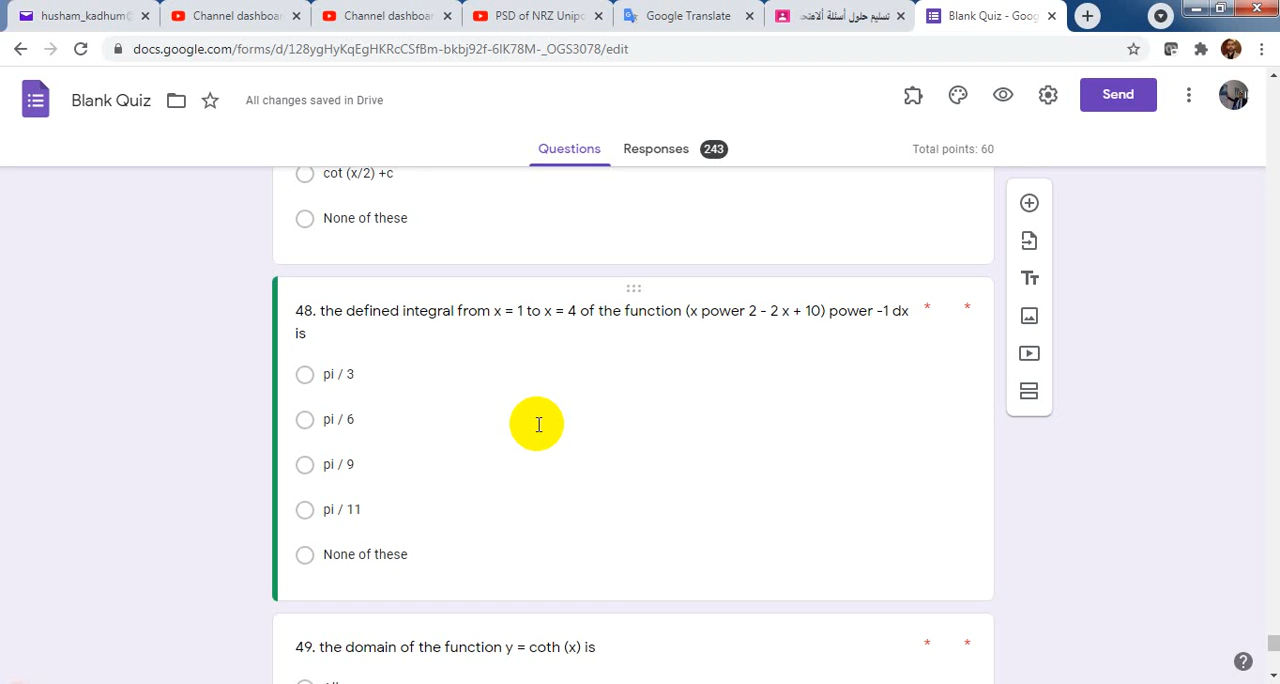 husham_kadhum@
Channel dashboar
Channel dashboar
PSD of NRZ Unipo
Google Translate
تسليم حلول أسئلة ألامتح
Blank Quiz - Goog
docs.google.com/forms/d/128ygHyKqEgHKRcCSfBm-bkbj92f-6lK78M-_OGS3078/edit
Blank Quiz
All changes saved in Drive
Send
Questions
Responses 243
Total points: 60
cot (x/2) +c
None of these
48. the defined integral from x = 1 to x = 4 of the function (x power 2 - 2 x + 10) power -1 dx * *
is
pi / 3
pi / 6
pi / 9
pi / 11
None of these
49. the domain of the function y = coth (x) is * *